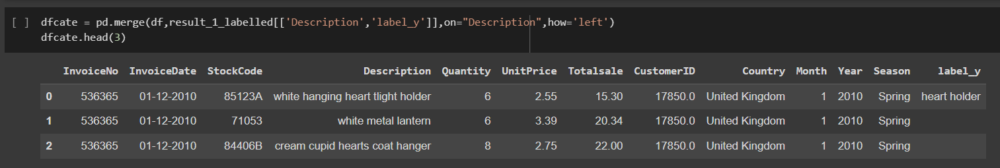 [ ] dfcate = pd.merge(df,result_1_labelled[['Description','label_y']],on="Description",how='left')
dfcate.head(3)
InvoiceNo InvoiceDate StockCode Description Quantity UnitPrice Totalsale CustomerID Country Month Year Season label_y
0 536365 01-12-2010 85123A white hanging heart tlight holder 6 2.55 15.30 17850.0 United Kingdom 1 2010 Spring heart holder
1 536365 01-12-2010 71053 white metal lantern 6 3.39 20.34 17850.0 United Kingdom 1 2010 Spring
2 536365 01-12-2010 84406B cream cupid hearts coat hanger 8 2.75 22.00 17850.0 United Kingdom 1 2010 Spring